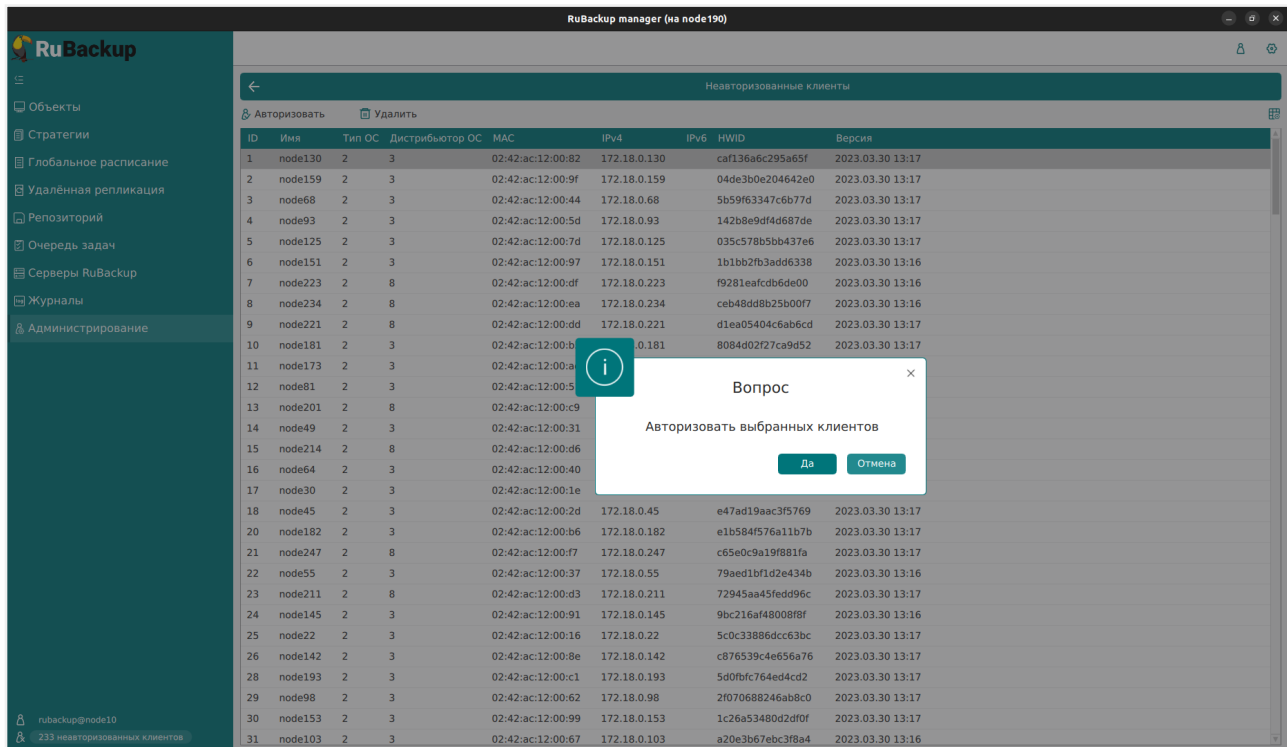 RuBackup manager (на node190)
RuBackup
Объекты
Стратегии
Глобальное расписание
Удалённая репликация
Репозиторий
Очередь задач
Серверы RuBackup
Журналы
Администрирование
rubackup@node10
233 неавторизованных клиентов
Неавторизованные клиенты
Авторизовать Удалить
ID Имя Тип ОС Дистрибьютор ОС MAC IPv4 IPv6 HWID Версия
1 node130 2 3 02:42:ac:12:00:82 172.18.0.130 caf136a6c295a65f 2023.03.30 13:17
2 node159 2 3 02:42:ac:12:00:9f 172.18.0.159 04de3b0e204642e0 2023.03.30 13:17
3 node68 2 3 02:42:ac:12:00:44 172.18.0.68 5b59f63347c6b77d 2023.03.30 13:17
4 node93 2 3 02:42:ac:12:00:5d 172.18.0.93 142b8e9df4d687de 2023.03.30 13:17
5 node125 2 3 02:42:ac:12:00:7d 172.18.0.125 035c578b5bb437e6 2023.03.30 13:17
6 node151 2 3 02:42:ac:12:00:97 172.18.0.151 1b1bb2fb3add6338 2023.03.30 13:16
7 node223 2 8 02:42:ac:12:00:df 172.18.0.223 f9281eafcdb6de00 2023.03.30 13:16
8 node234 2 8 02:42:ac:12:00:ea 172.18.0.234 ceb48dd8b25b00f7 2023.03.30 13:16
9 node221 2 8 02:42:ac:12:00:dd 172.18.0.221 d1ea05404c6ab6cd 2023.03.30 13:17
10 node181 2 3 02:42:ac:12:00:b .0.181 8084d02f27ca9d52 2023.03.30 13:17
11 node173 2 3 02:42:ac:12:00:a
12 node81 2 3 02:42:ac:12:00:5
13 node201 2 8 02:42:ac:12:00:c9
14 node49 2 3 02:42:ac:12:00:31
15 node214 2 8 02:42:ac:12:00:d6
16 node64 2 3 02:42:ac:12:00:40
17 node30 2 3 02:42:ac:12:00:1e
18 node45 2 3 02:42:ac:12:00:2d 172.18.0.45 e47ad19aac3f5769 2023.03.30 13:17
20 node182 2 3 02:42:ac:12:00:b6 172.18.0.182 e1b584f576a11b7b 2023.03.30 13:17
21 node247 2 8 02:42:ac:12:00:f7 172.18.0.247 c65e0c9a19f881fa 2023.03.30 13:17
22 node55 2 3 02:42:ac:12:00:37 172.18.0.55 79aed1bf1d2e434b 2023.03.30 13:16
23 node211 2 8 02:42:ac:12:00:d3 172.18.0.211 72945aa45fedd96c 2023.03.30 13:17
24 node145 2 3 02:42:ac:12:00:91 172.18.0.145 9bc216af48008f8f 2023.03.30 13:16
25 node22 2 3 02:42:ac:12:00:16 172.18.0.22 5c0c33886dcc63bc 2023.03.30 13:17
26 node142 2 3 02:42:ac:12:00:8e 172.18.0.142 c876539c4e656a76 2023.03.30 13:17
28 node193 2 3 02:42:ac:12:00:c1 172.18.0.193 5d0fbfc764ed4cd2 2023.03.30 13:17
29 node98 2 3 02:42:ac:12:00:62 172.18.0.98 2f070688246ab8c0 2023.03.30 13:17
30 node153 2 3 02:42:ac:12:00:99 172.18.0.153 1c26a53480d2df0f 2023.03.30 13:17
31 node103 2 3 02:42:ac:12:00:67 172.18.0.103 a20e3b67ebc3f8a4 2023.03.30 13:16
Вопрос
Авторизовать выбранных клиентов
Да Отмена